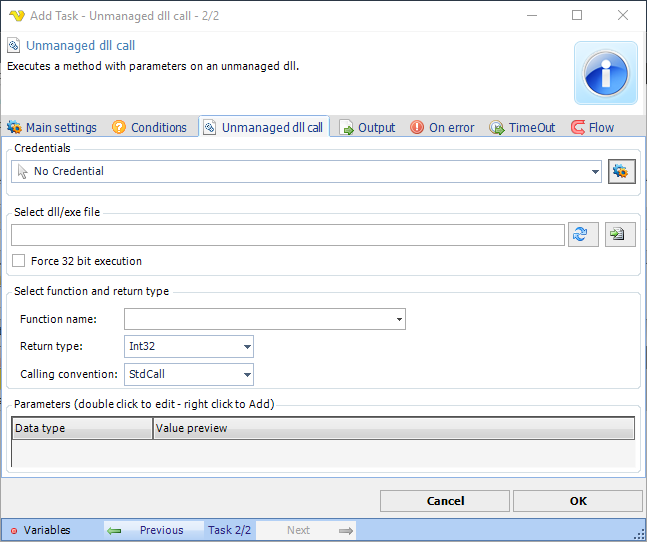 Add Task - Unmanaged dll call - 2/2
Unmanaged dll call
Executes a method with parameters on an unmanaged dll.
Main settings Conditions Unmanaged dll call Output On error TimeOut Flow
Credentials
No Credential
Select dll/exe file
Force 32 bit execution
Select function and return type
Function name:
Return type: Int32
Calling convention: StdCall
Parameters (double click to edit - right click to Add)
Data type Value preview
Cancel OK
Variables Previous Task 2/2 Next